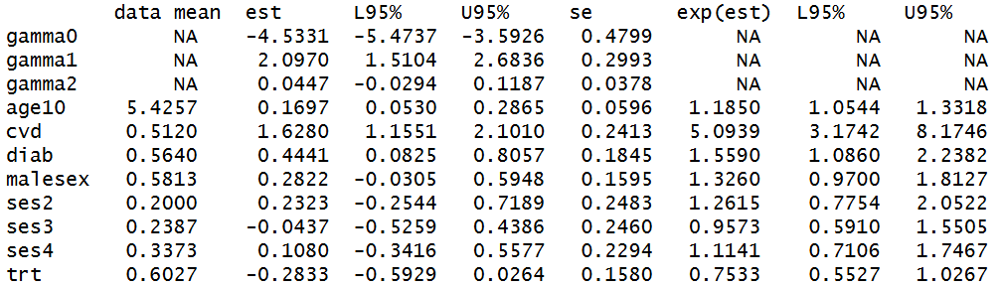 data mean est L95% U95% se exp(est) L95% U95%
gamma0 NA -4.5331 -5.4737 -3.5926 0.4799 NA NA NA
gamma1 NA 2.0970 1.5104 2.6836 0.2993 NA NA NA
gamma2 NA 0.0447 -0.0294 0.1187 0.0378 NA NA NA
age10 5.4257 0.1697 0.0530 0.2865 0.0596 1.1850 1.0544 1.3318
cvd 0.5120 1.6280 1.1551 2.1010 0.2413 5.0939 3.1742 8.1746
diab 0.5640 0.4441 0.0825 0.8057 0.1845 1.5590 1.0860 2.2382
malesex 0.5813 0.2822 -0.0305 0.5948 0.1595 1.3260 0.9700 1.8127
ses2 0.2000 0.2323 -0.2544 0.7189 0.2483 1.2615 0.7754 2.0522
ses3 0.2387 -0.0437 -0.5259 0.4386 0.2460 0.9573 0.5910 1.5505
ses4 0.3373 0.1080 -0.3416 0.5577 0.2294 1.1141 0.7106 1.7467
trt 0.6027 -0.2833 -0.5929 0.0264 0.1580 0.7533 0.5527 1.0267